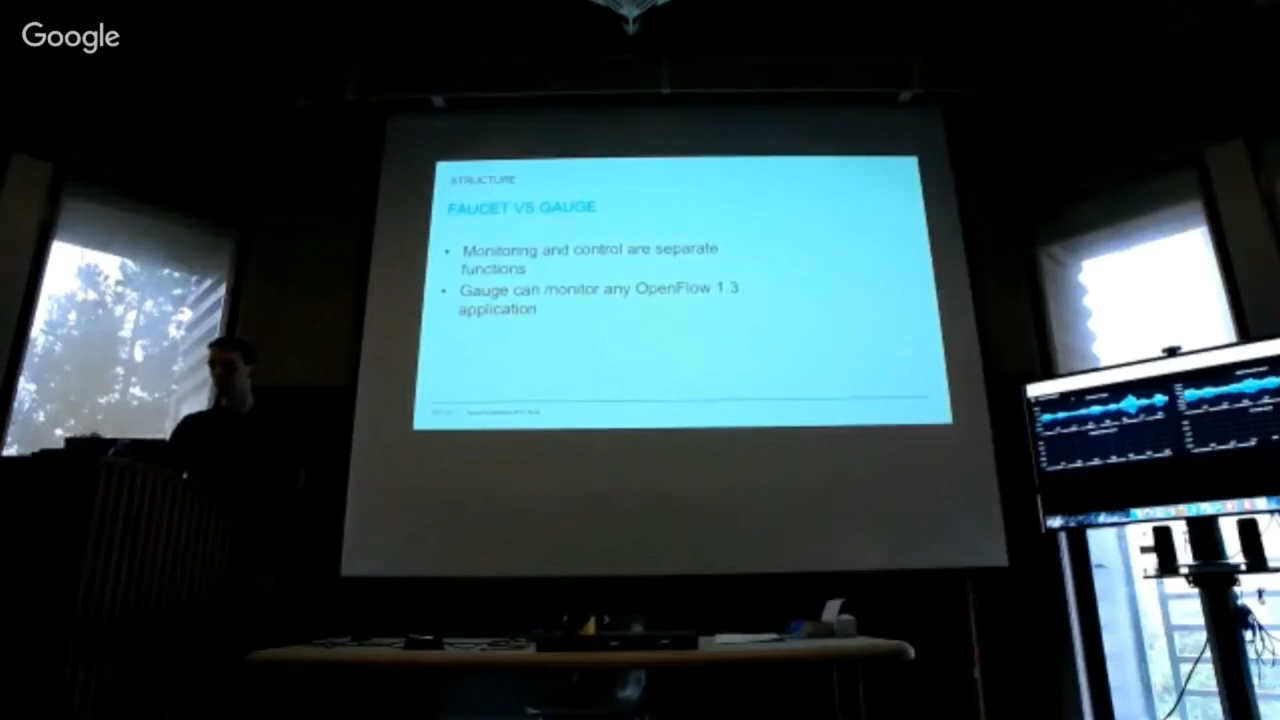 Google
STRUCTURE
FAUCET VS GAUGE
• Monitoring and control are separate
functions
• Gauge can monitor any OpenFlow 1.3
application